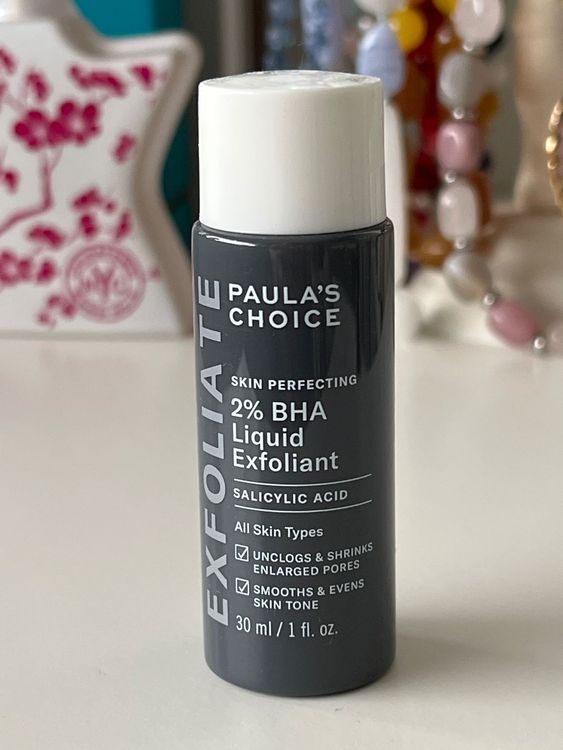 EXFOLIATE
PAULA'S
CHOICE
SKIN PERFECTING
2% BHA
Liquid
Exfoliant
SALICYLIC ACID
All Skin Types
UNCLOGS & SHRINKS
ENLARGED PORES
SMOOTHS & EVENS
SKIN TONE
30 ml / 1 fl. oz.